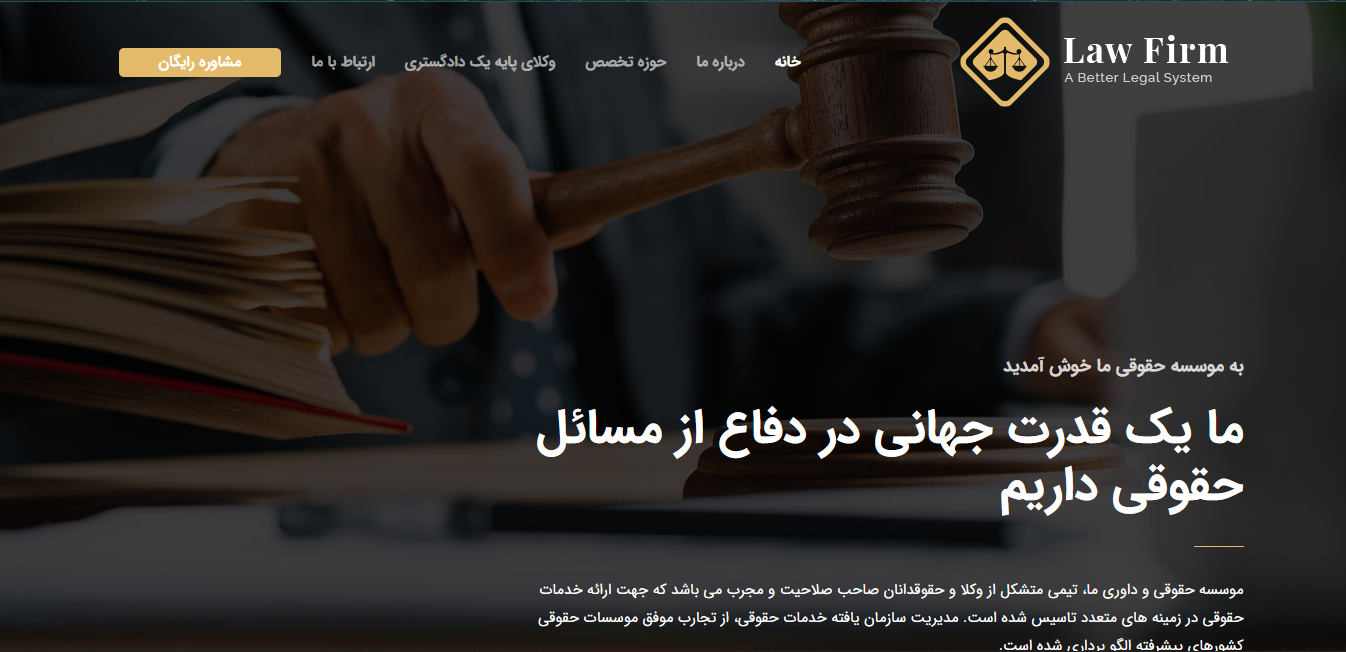 Law Firm
A Better Legal System
خانه
درباره ما
حوزه تخصص
وکلای پایه یک دادگستری
ارتباط با ما
مشاوره رایگان
به موسسه حقوقی ما خوش آمدید
ما یک قدرت جهانی در دفاع از مسائل
حقوقی داریم
موسسه حقوقی و داوری ما، تیمی متشکل از وکلا و حقوقدانان صاحب صلاحیت و مجرب می باشد که جهت ارائه خدمات
حقوقی در زمینه های متعدد تاسیس شده است. مدیریت سازمان یافته خدمات حقوقی، از تجارب موفق موسسات حقوقی
کشورهای پیشرفته الگو برداری شده است.